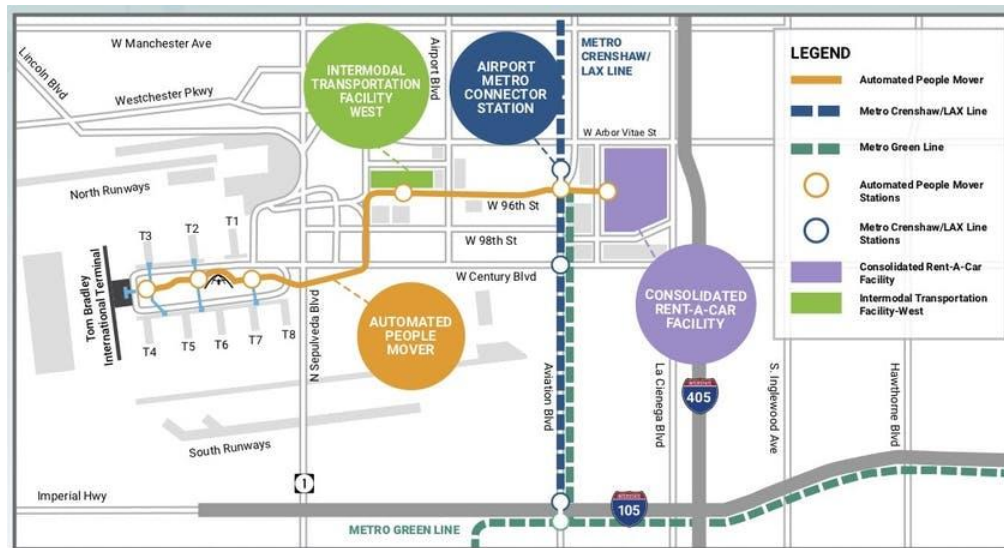 W Manchester Ave
Lincoln Blvd
Westchester Pkwy
INTERMODAL
TRANSPORTATION
FACILITY
WEST
Airport Blvd
AIRPORT
METRO
CONNECTOR
STATION
METRO
CRENSHAW/
LAX LINE
W Arbor Vitae St
North Runways
W 96th St
W 98th St
W Century Blvd
T1
T2
T3
Tom Bradley
International Terminal
T4
T5
T6
T7
T8
N Sepulveda Blvd
AUTOMATED
PEOPLE
MOVER
CONSOLIDATED
RENT-A-CAR
FACILITY
Aviation Blvd
La Cienega Blvd
INTERSTATE
405
S. Inglewood Ave
Hawthorne Blvd
South Runways
1
Imperial Hwy
INTERSTATE
105
METRO GREEN LINE
LEGEND
Automated People Mover
Metro Crenshaw/LAX Line
Metro Green Line
Automated People Mover
Stations
Metro Crenshaw/LAX Line
Stations
Consolidated Rent-A-Car
Facility
Intermodal Transportation
Facility-West